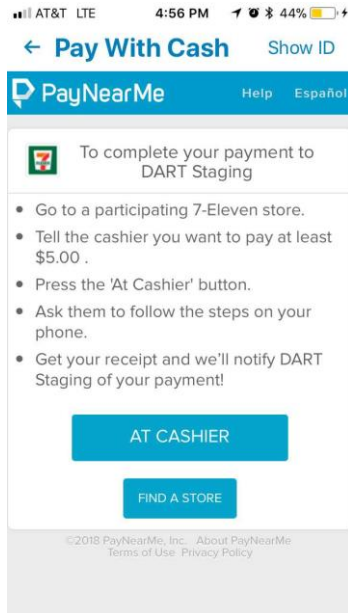 AT&T LTE 4:56 PM 44%
← Pay With Cash Show ID
PayNearMe Help Español
To complete your payment to
DART Staging
• Go to a participating 7-Eleven store.
• Tell the cashier you want to pay at least
$5.00 .
• Press the 'At Cashier' button.
• Ask them to follow the steps on your
phone.
• Get your receipt and we'll notify DART
Staging of your payment!
AT CASHIER
FIND A STORE
©2018 PayNearMe, Inc. About PayNearMe
Terms of Use Privacy Policy